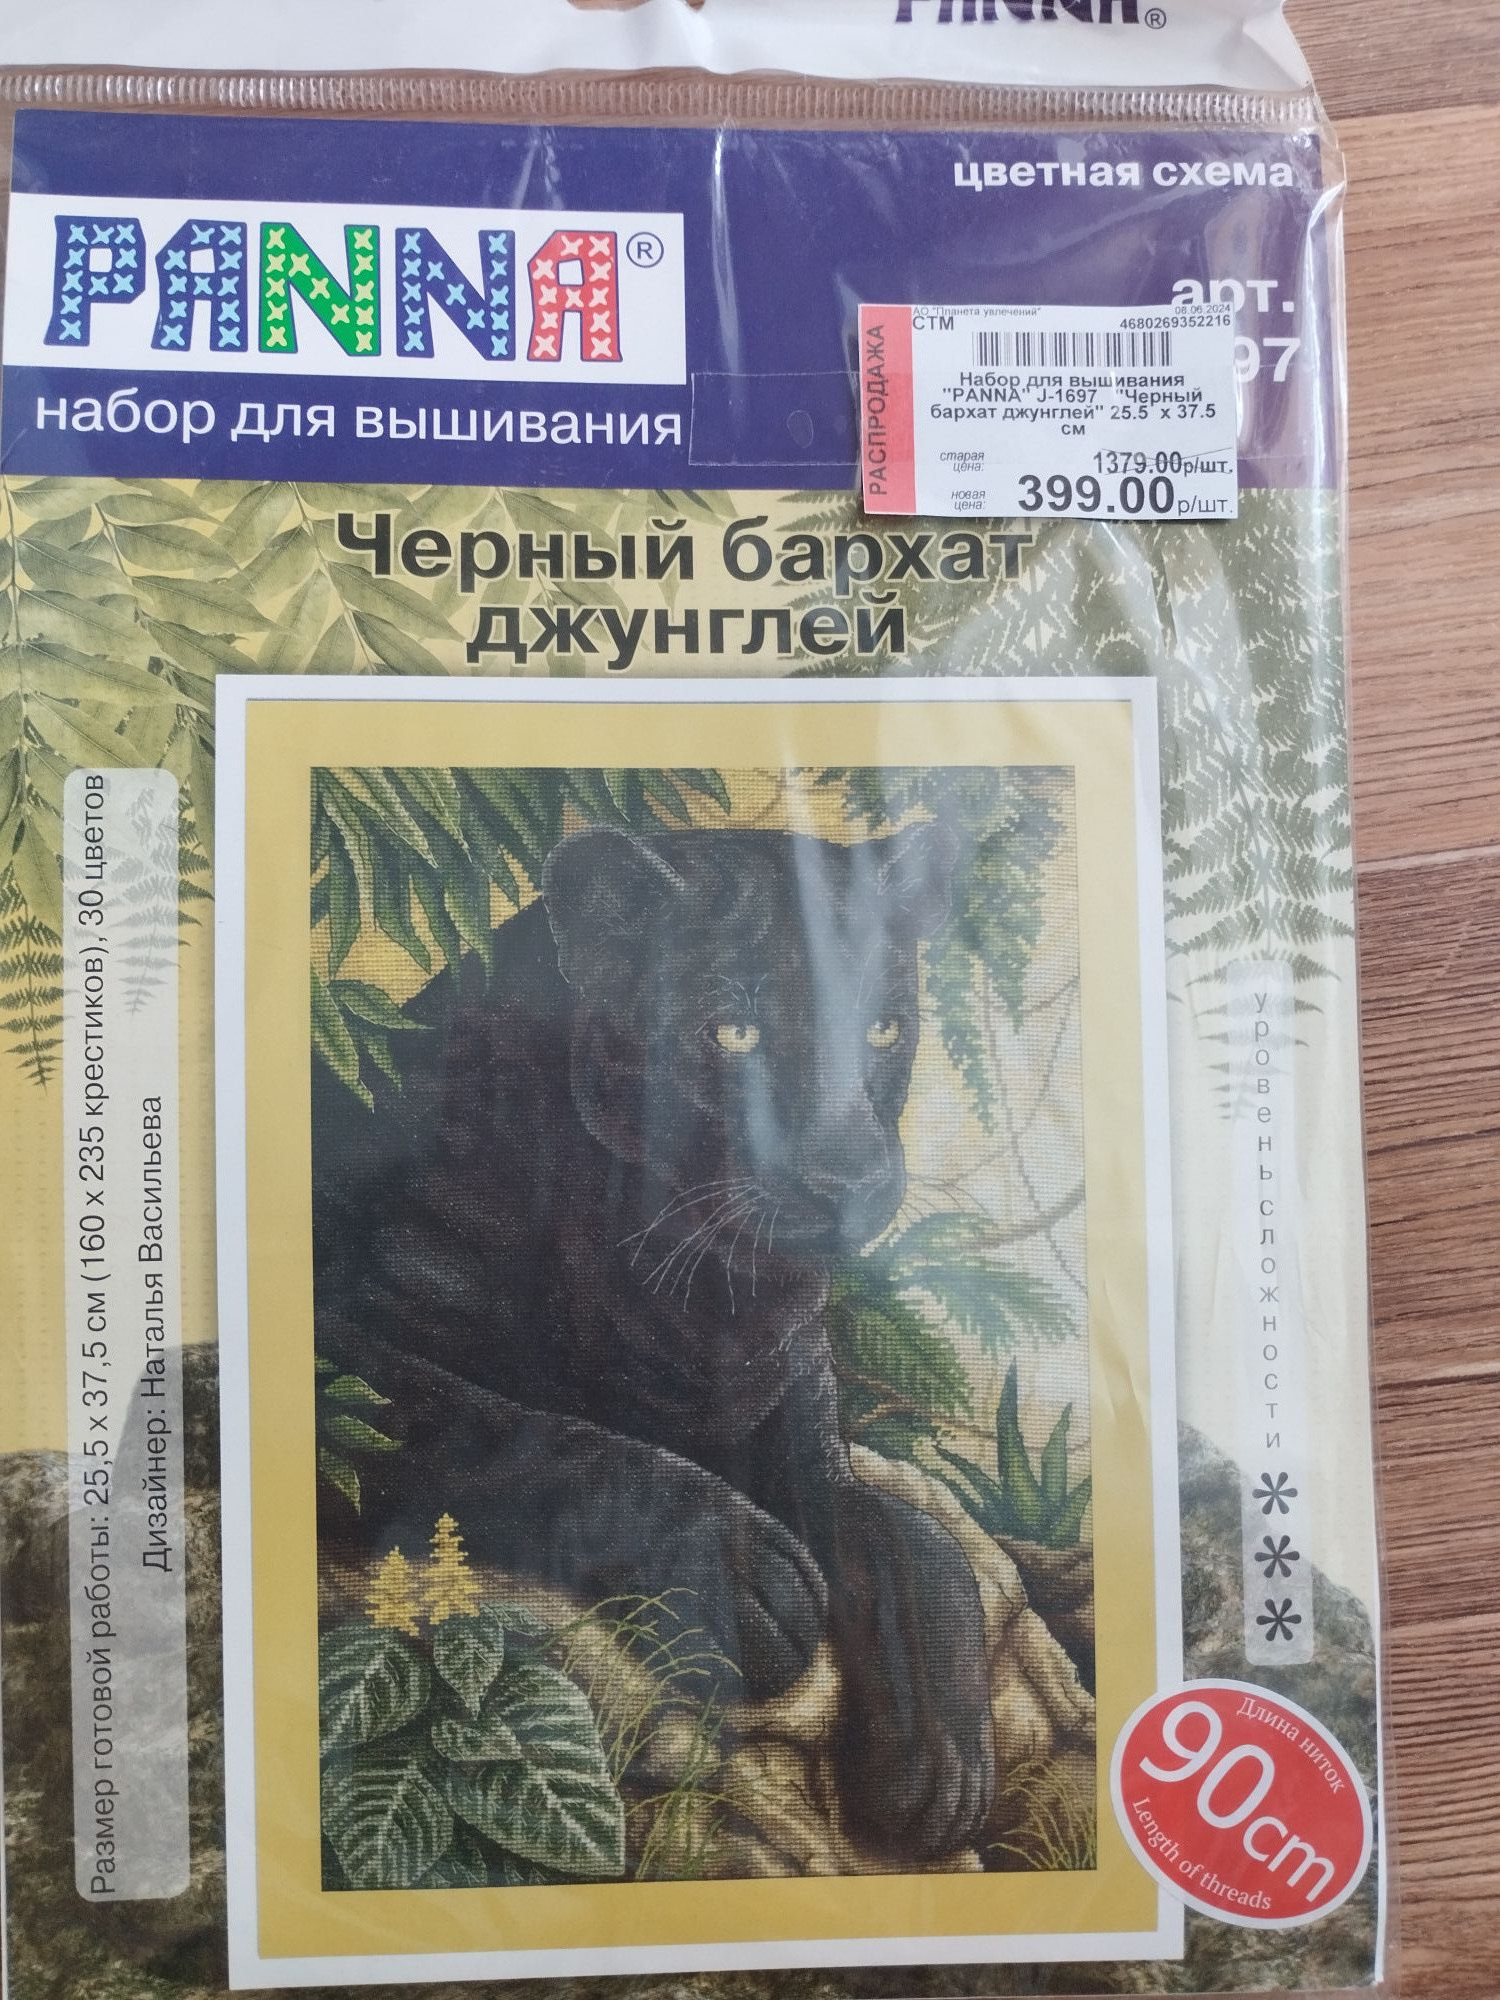 PANNA®
цветная схема
PANNA®
арт.
97
набор для вышивания
РАСПРОДАЖА
АО "Планета увлечений" 08.06.2024
СТМ 4680269352216
Набор для вышивания
"PANNA" J-1697 "Черный
бархат джунглей" 25.5 x 37.5
см
старая
цена: 1379.00р/шт.
новая
цена: 399.00р/шт.
Черный бархат
джунглей
Размер готовой работы: 25,5 x 37,5 см (160 x 235 крестиков), 30 цветов
Дизайнер: Наталья Васильева
уровень сложности
***
Длина ниток
90cm
Length of threads